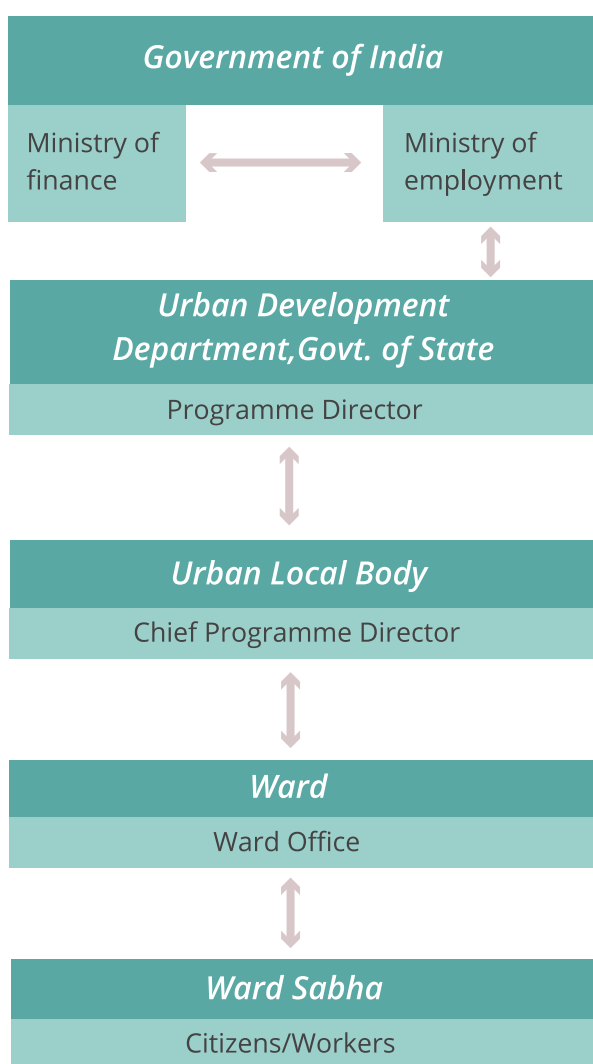 Government of India
Ministry of
finance
Ministry of
employment
Urban Development
Department,Govt. of State
Programme Director
Urban Local Body
Chief Programme Director
Ward
Ward Office
Ward Sabha
Citizens/Workers